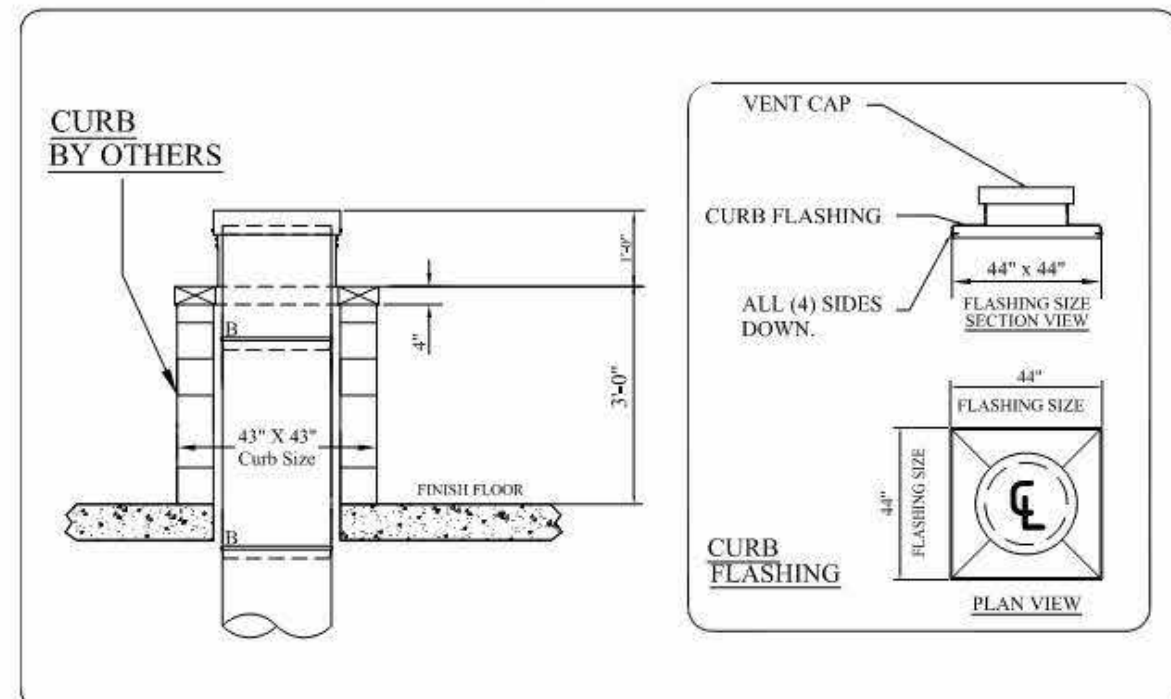 CURB
BY OTHERS
1'-0"
4"
3'-0"
B
43" X 43"
Curb Size
FINISH FLOOR
B
VENT CAP
CURB FLASHING
44" x 44"
ALL (4) SIDES
DOWN.
FLASHING SIZE
SECTION VIEW
44"
FLASHING SIZE
44"
FLASHING SIZE
CL
CURB
FLASHING
PLAN VIEW